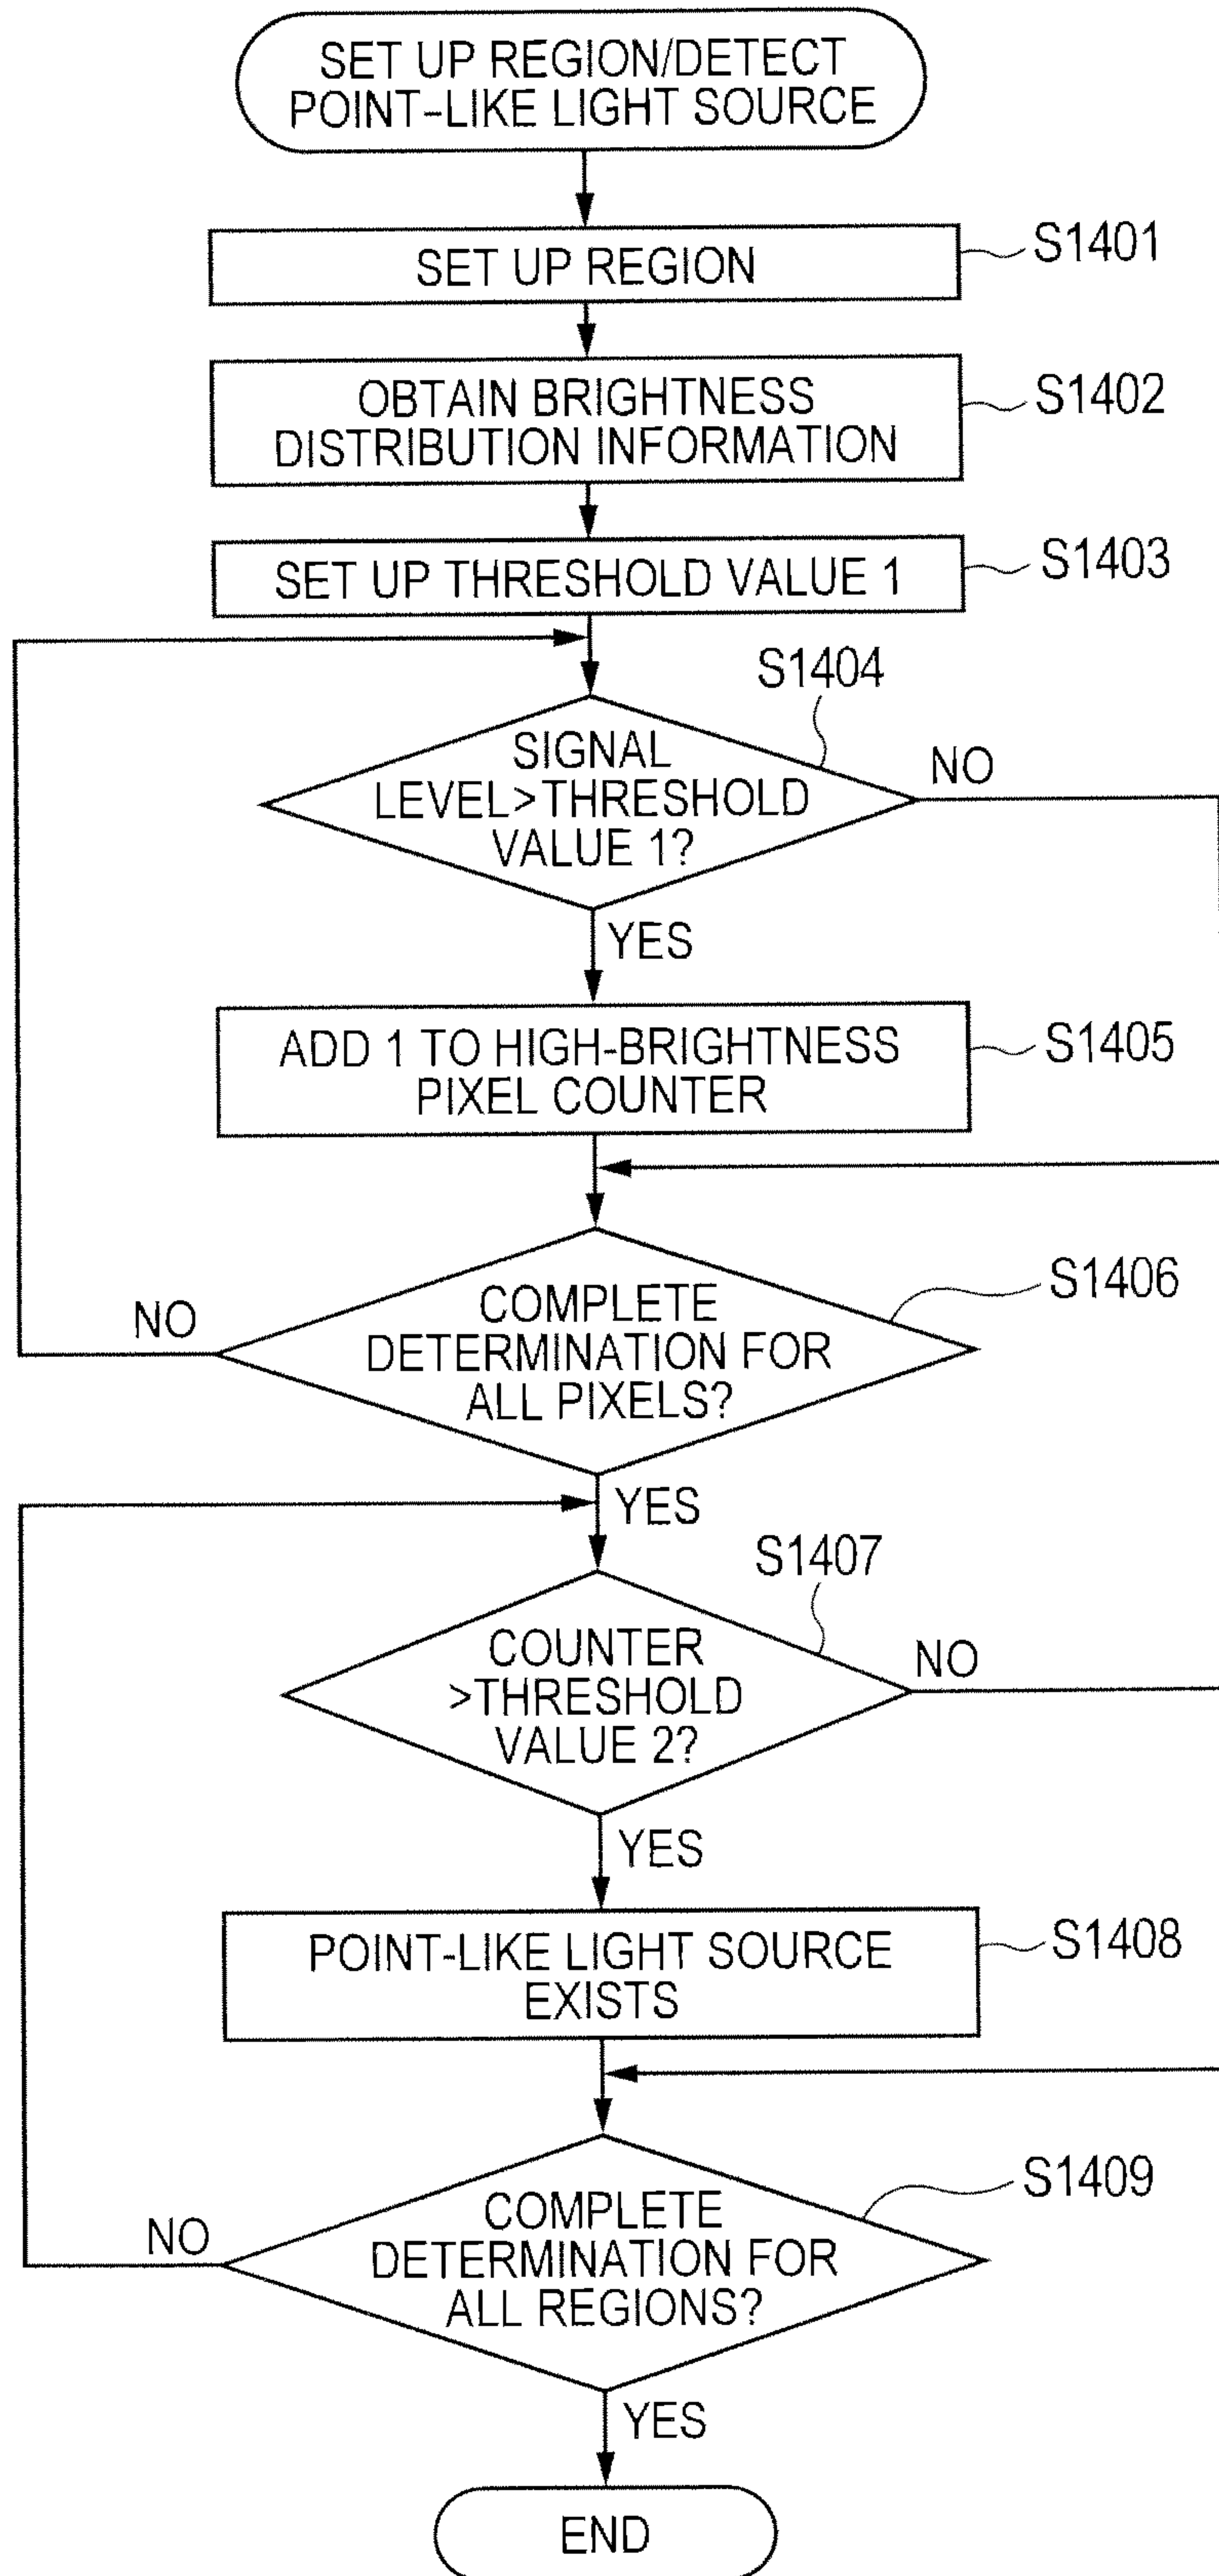 SET UP REGION/DETECT
POINT-LIKE LIGHT SOURCE
SET UP REGION
S1401
OBTAIN BRIGHTNESS
DISTRIBUTION INFORMATION
S1402
SET UP THRESHOLD VALUE 1
S1403
S1404
SIGNAL
LEVEL>THRESHOLD
VALUE 1?
NO
YES
ADD 1 TO HIGH-BRIGHTNESS
PIXEL COUNTER
S1405
S1406
COMPLETE
DETERMINATION FOR
ALL PIXELS?
NO
YES
S1407
COUNTER
>THRESHOLD
VALUE 2?
NO
YES
POINT-LIKE LIGHT SOURCE
EXISTS
S1408
S1409
COMPLETE
DETERMINATION FOR
ALL REGIONS?
NO
YES
END